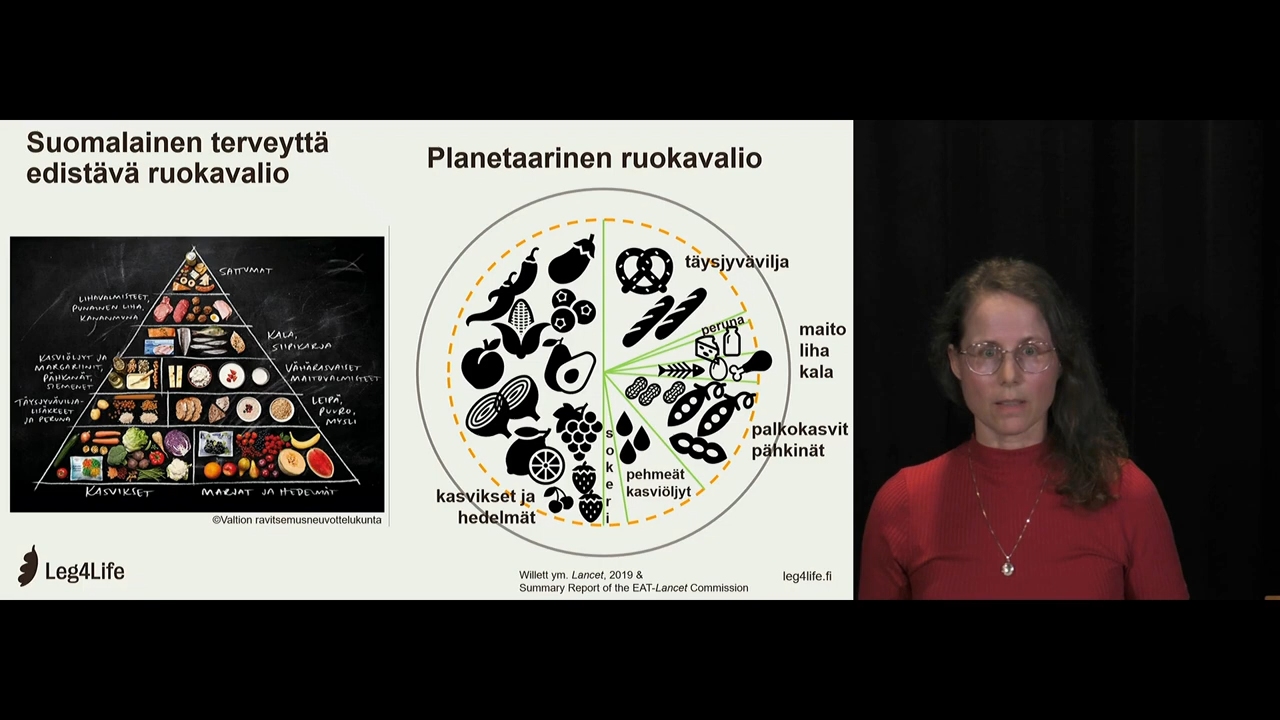 Suomalainen terveyttä
edistävä ruokavalio
SATTUMAT
LIHAVALMISTEET,
PUNAINEN LIHA,
KANANMUNA
KALA,
SIIPIKARJA
KASVIÖLJYT JA
MARGARIINIT,
PÄHKINÄT,
SIEMENET
VÄHÄRASVAISET
MAITOVALMISTEET
TÄYSJYVÄVILJA-
LISÄKKEET
JA PERUNA
LEIPÄ,
PUURO,
MYSLI
KASVIKSET
MARJAT JA HEDELMÄT
©Valtion ravitsemusneuvottelukunta
Leg4Life
Planetaarinen ruokavalio
täysjyvävilja
peruna
maito
liha
kala
palkokasvit
pähkinät
pehmeät
kasviöljyt
sokeri
kasvikset ja
hedelmät
Willett ym. Lancet, 2019 &
Summary Report of the EAT-Lancet Commission
leg4life.fi